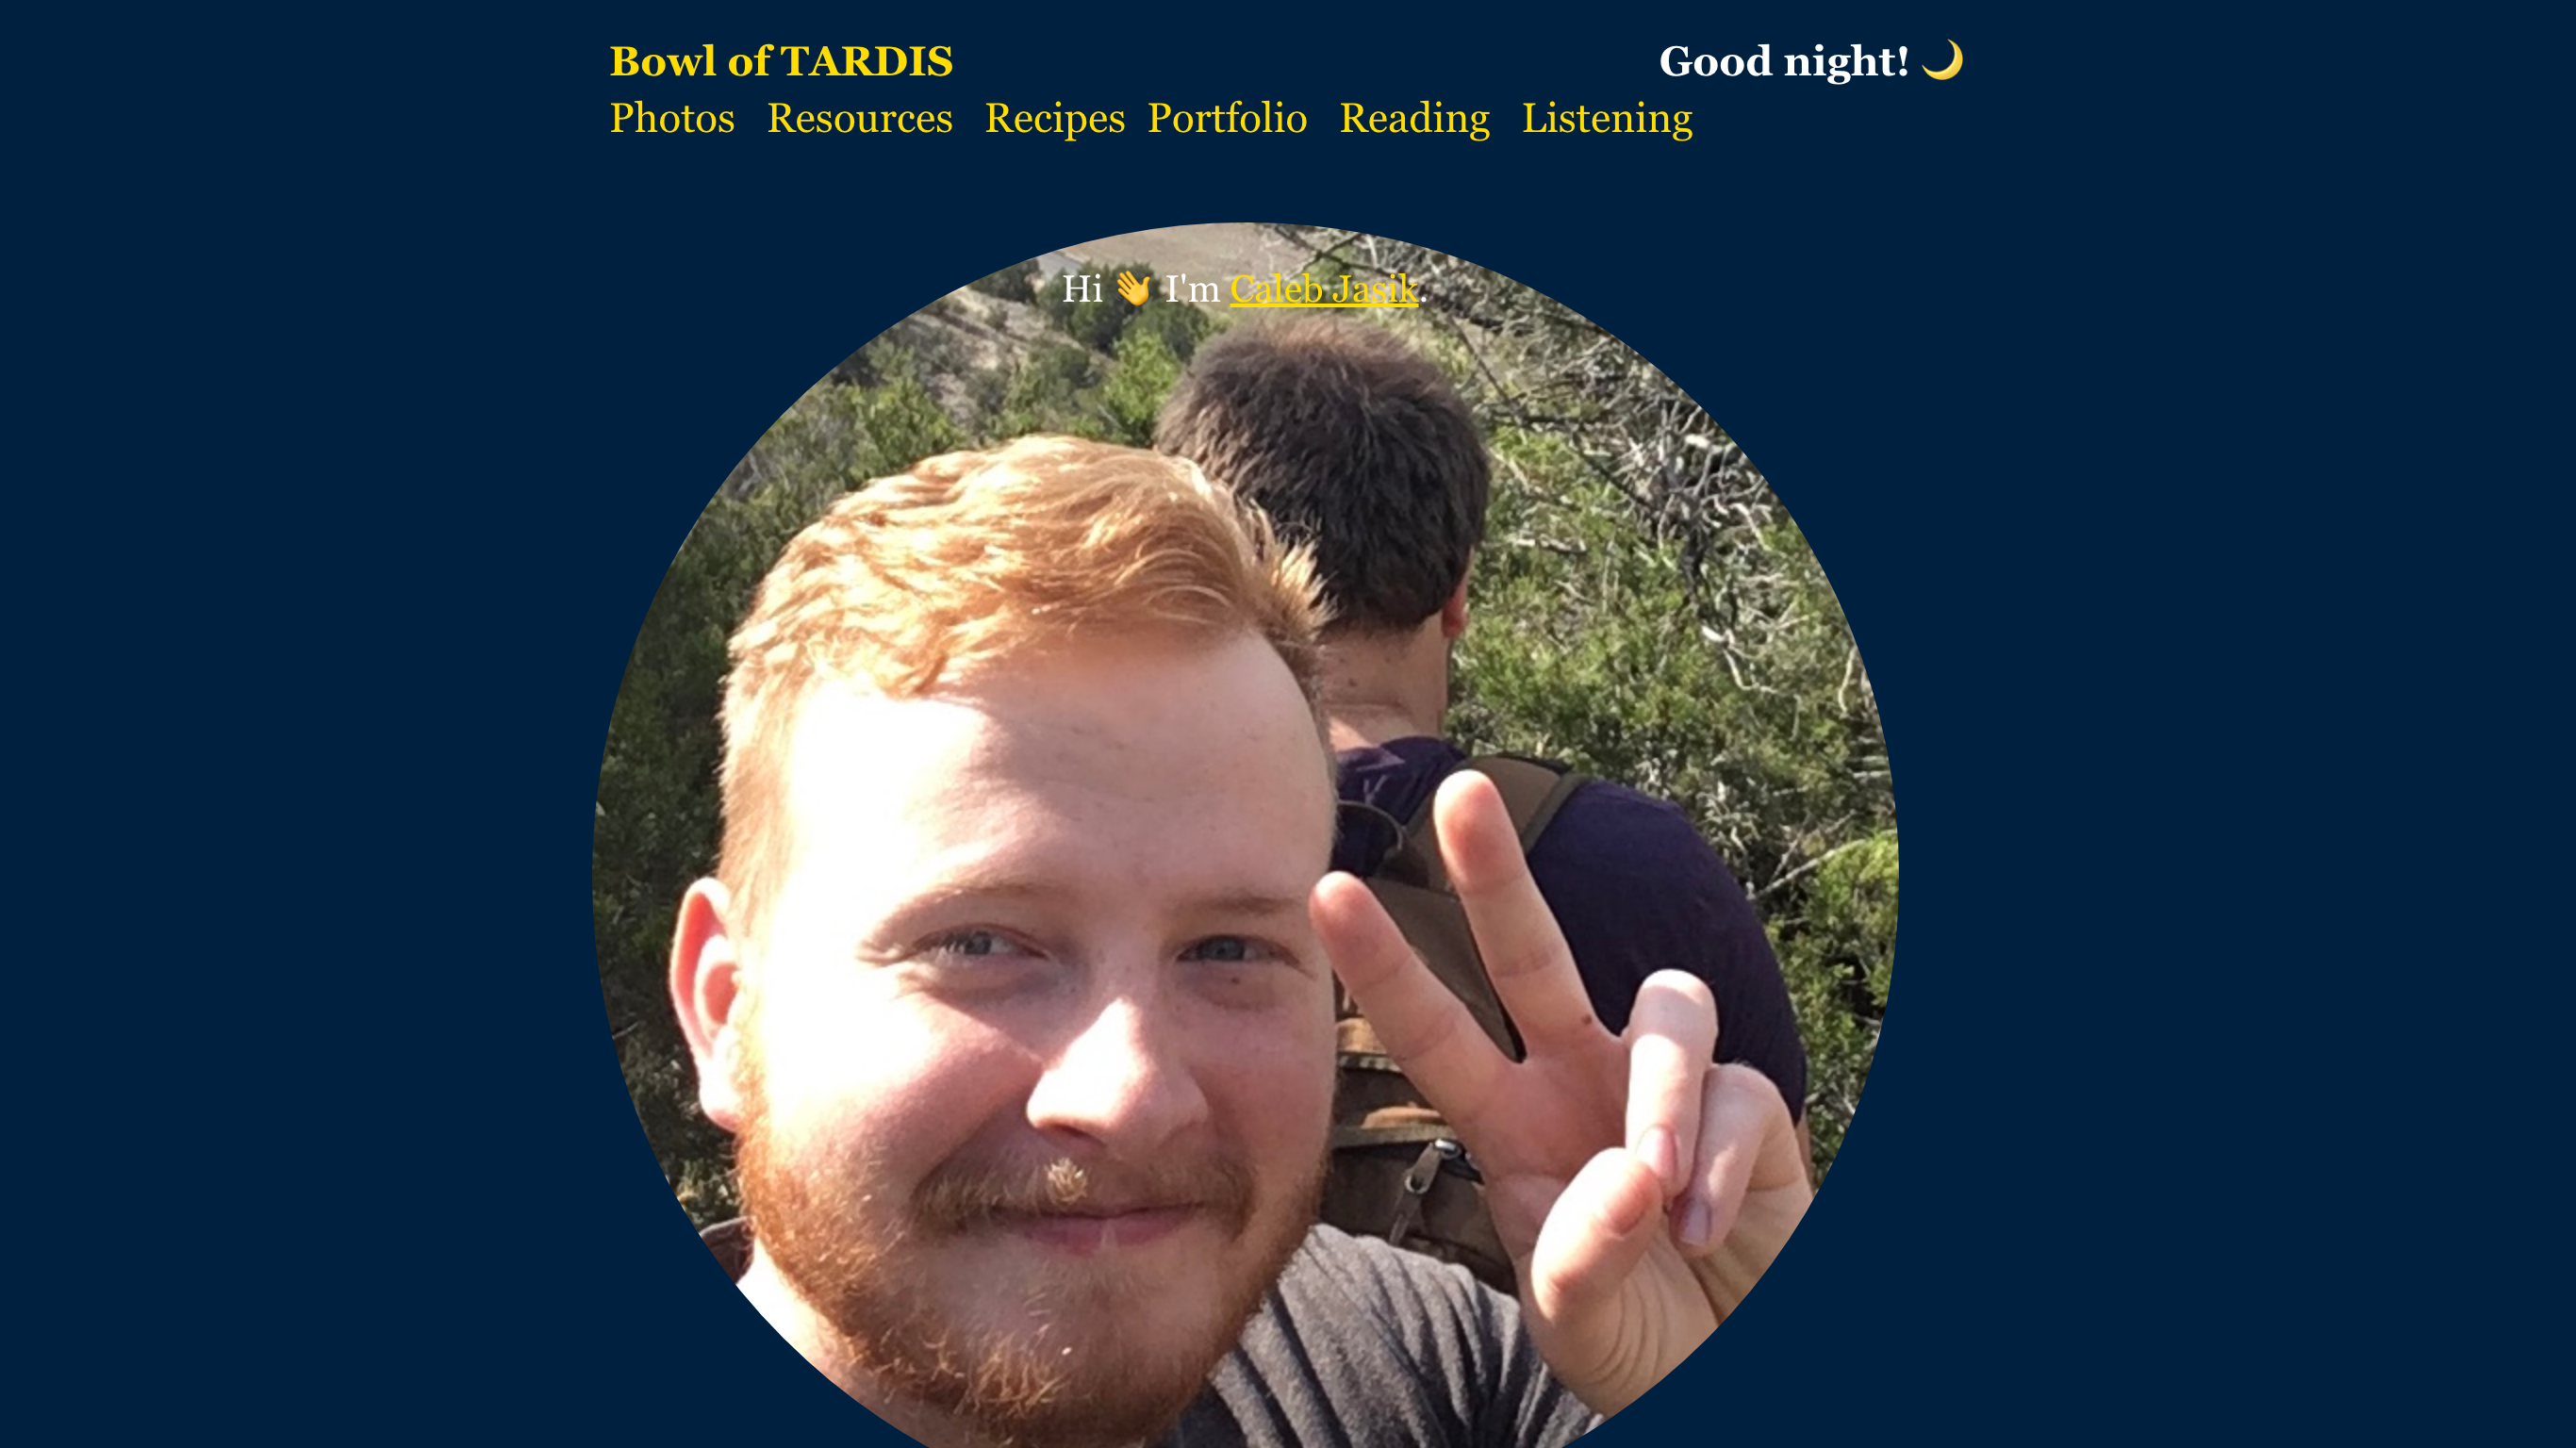 Bowl of TARDIS
Good night! 🌙
Photos Resources Recipes Portfolio Reading Listening
Hi 👋 I'm Caleb Jasik.